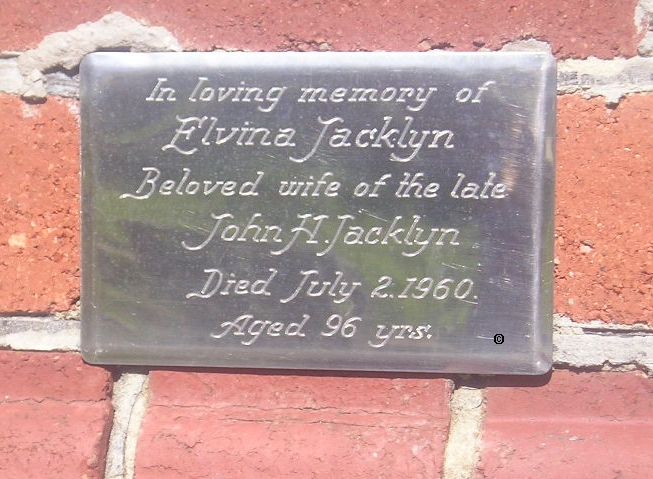 In loving memory of
Elvina Jacklyn
Beloved wife of the late
John H. Jacklyn
Died July 2.1960.
Aged 96 yrs.
©